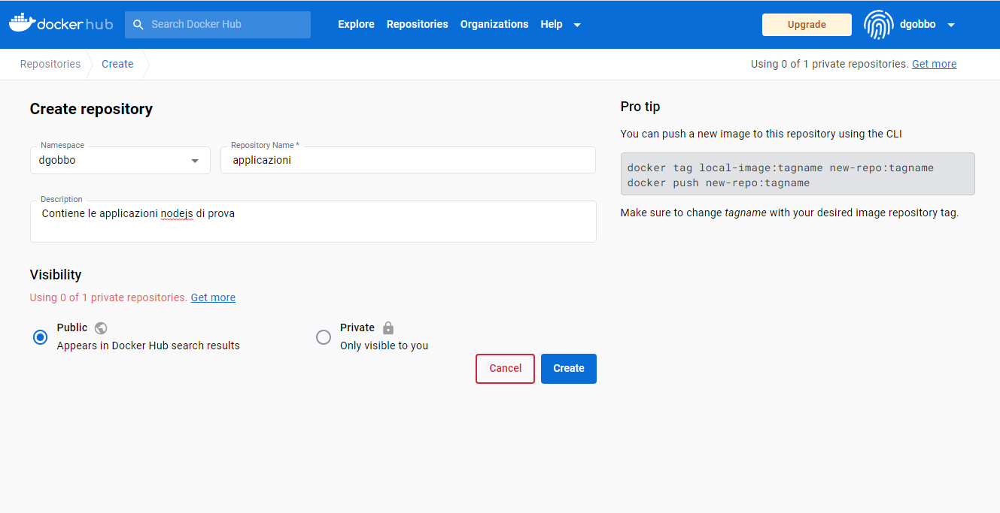 docker hub Search Docker Hub Explore Repositories Organizations Help Upgrade dgobbo
Repositories Create Using 0 of 1 private repositories. Get more
Create repository
Namespace
dgobbo
Repository Name *
applicazioni
Description
Contiene le applicazioni nodejs di prova
Visibility
Using 0 of 1 private repositories. Get more
Public
Appears in Docker Hub search results
Private
Only visible to you
Cancel Create
Pro tip
You can push a new image to this repository using the CLI
docker tag local-image:tagname new-repo:tagname
docker push new-repo:tagname
Make sure to change tagname with your desired image repository tag.